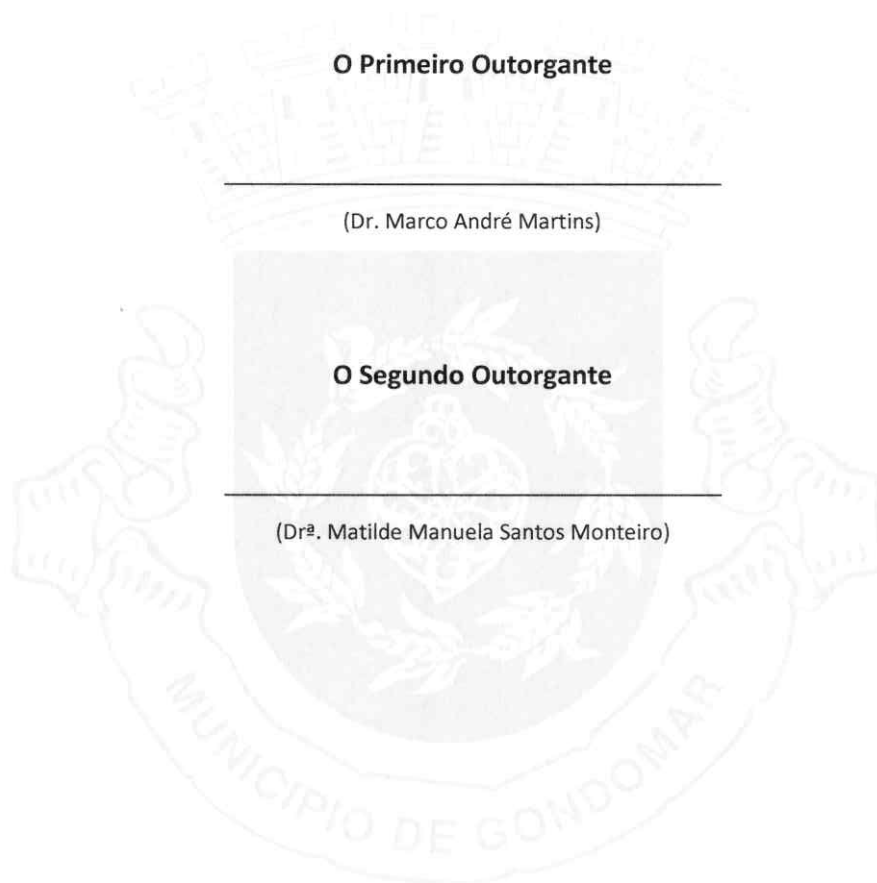 O Primeiro Outorgante
(Dr. Marco André Martins)
O Segundo Outorgante
(Drª. Matilde Manuela Santos Monteiro)
MUNICIPIO DE GONDOMAR